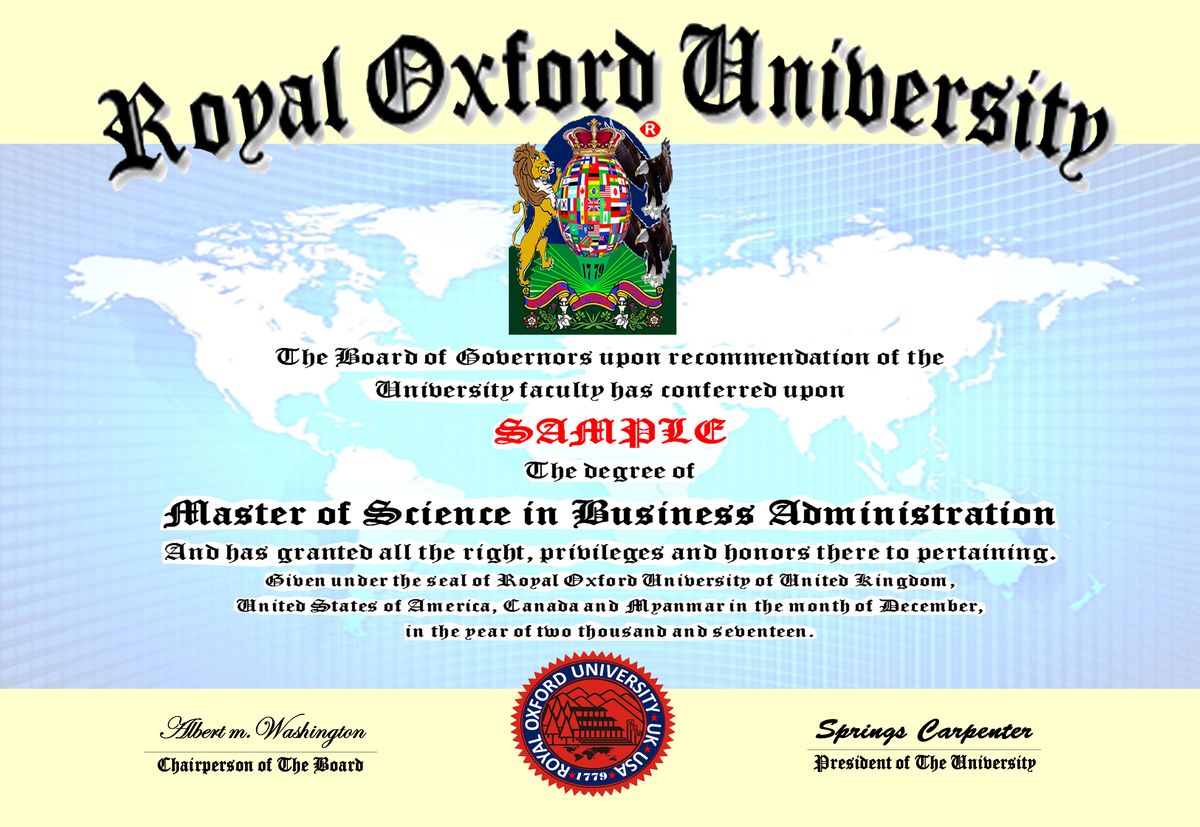 Royal Oxford University
®
1779
The Board of Governors upon recommendation of the
University faculty has conferred upon
SAMPLE
The degree of
Master of Science in Business Administration
And has granted all the right, privileges and honors there to pertaining.
Given under the seal of Royal Oxford University of United Kingdom,
United States of America, Canada and Myanmar in the month of December,
in the year of two thousand and seventeen.
Albert m. Washington
Chairperson of The Board
ROYAL OXFORD UNIVERSITY UK USA
1779
Springs Carpenter
President of The University